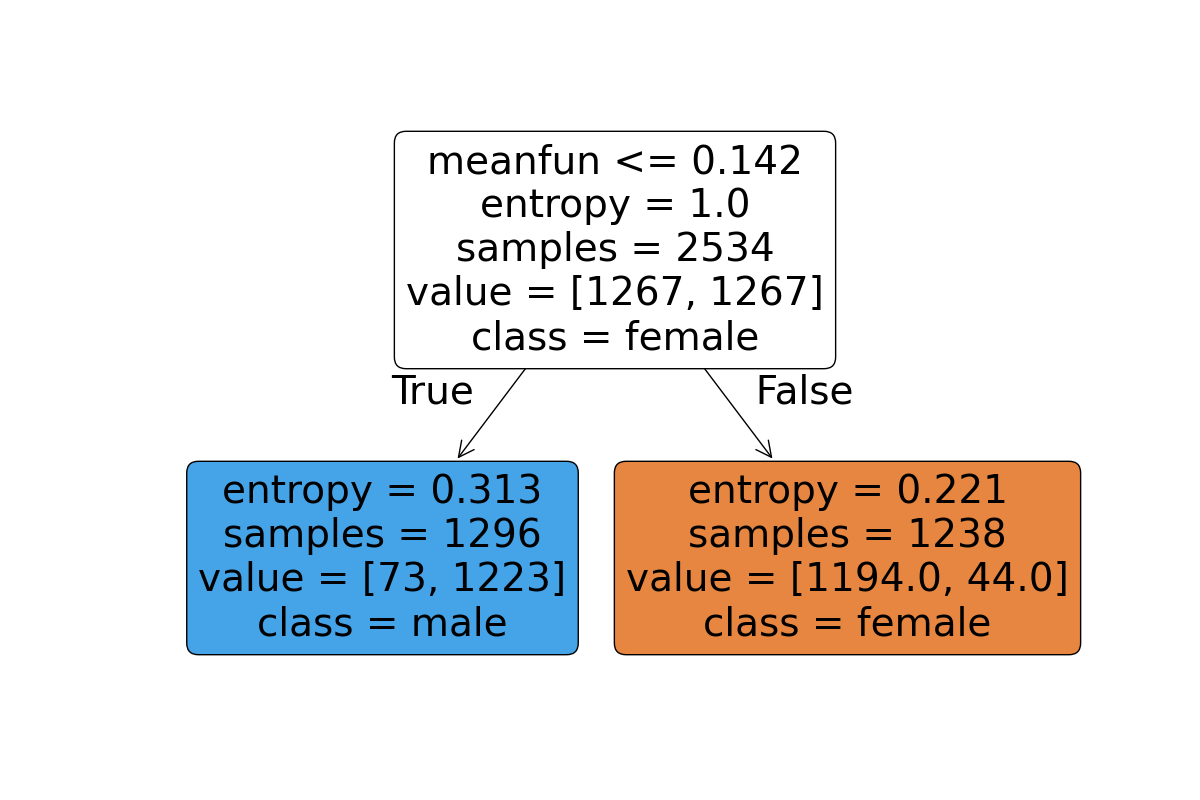 meanfun <= 0.142
entropy = 1.0
samples = 2534
value = [1267, 1267]
class = female
True
False
entropy = 0.313
samples = 1296
value = [73, 1223]
class = male
entropy = 0.221
samples = 1238
value = [1194.0, 44.0]
class = female